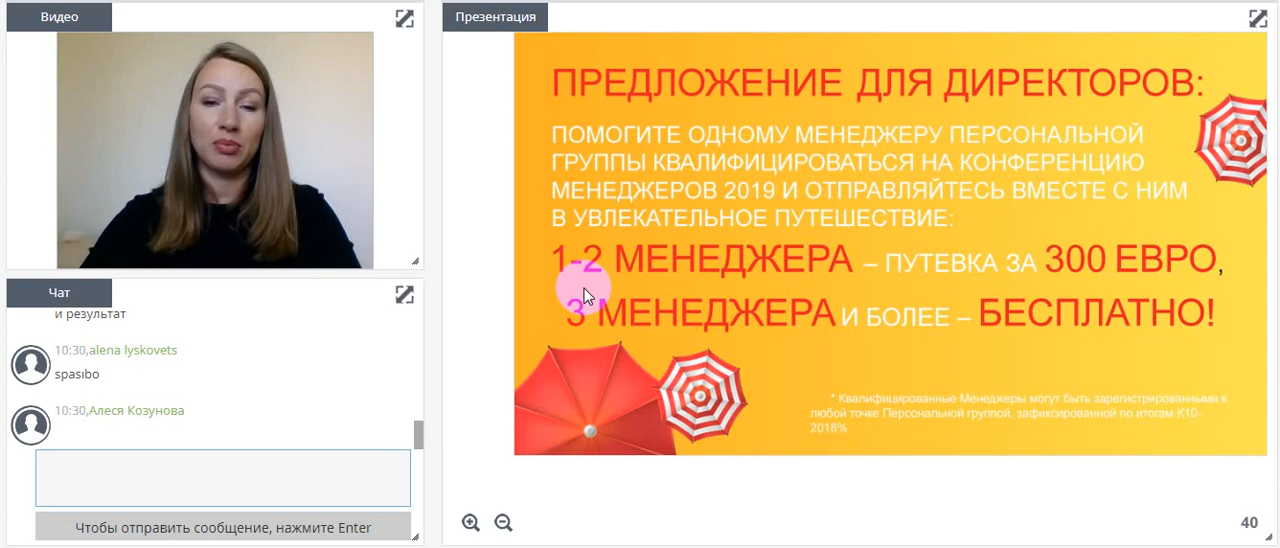 Видео
Чат
и результат
10:30,alena lyskovets
spasıbo
10:30,Алеся Козунова
Чтобы отправить сообщение, нажмите Enter
Презентация
ПРЕДЛОЖЕНИЕ ДЛЯ ДИРЕКТОРОВ:
ПОМОГИТЕ ОДНОМУ МЕНЕДЖЕРУ ПЕРСОНАЛЬНОЙ
ГРУППЫ КВАЛИФИЦИРОВАТЬСЯ НА КОНФЕРЕНЦИЮ
МЕНЕДЖЕРОВ 2019 И ОТПРАВЛЯЙТЕСЬ ВМЕСТЕ С НИМ
В УВЛЕКАТЕЛЬНОЕ ПУТЕШЕСТВИЕ:
1-2 МЕНЕДЖЕРА – ПУТЕВКА ЗА 300 ЕВРО,
3 МЕНЕДЖЕРА И БОЛЕЕ – БЕСПЛАТНО!
* Квалифицированные Менеджеры могут быть зарегистрированными в
любой точке Персональной группой, зафиксированной по итогам К10-
2018%
40